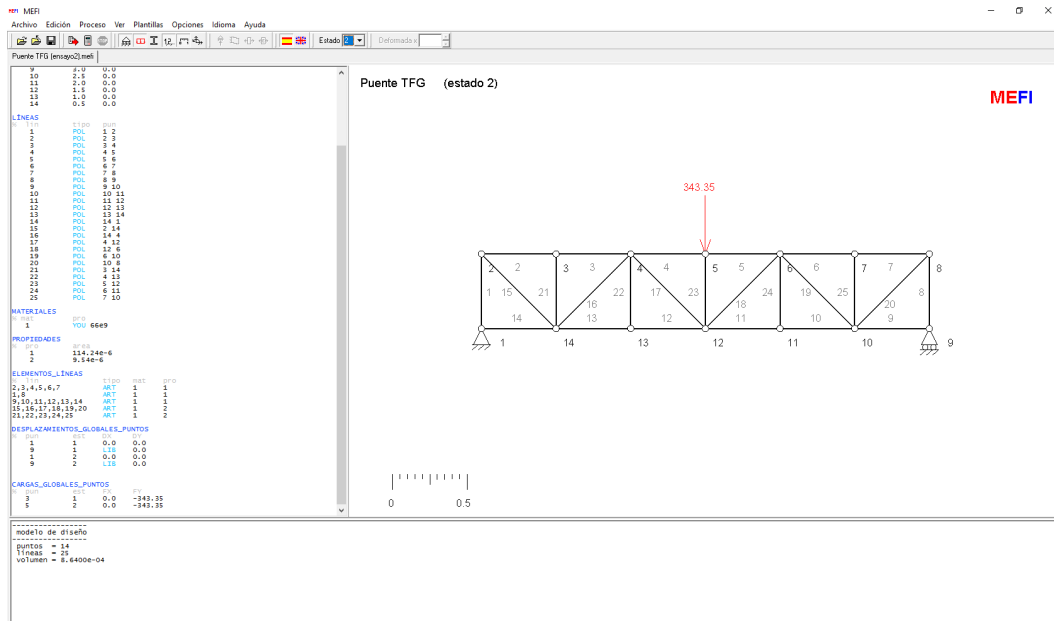 MEFI
Archivo Edición Proceso Ver Plantillas Opciones Idioma Ayuda
Estado 2 Deformada x
Puente TFG (ensayo2).mefi
9 3.0 0.0
10 2.5 0.0
11 2.0 0.0
12 1.5 0.0
13 1.0 0.0
14 0.5 0.0
LÍNEAS
% lin tipo pun
1 POL 1 2
2 POL 2 3
3 POL 3 4
4 POL 4 5
5 POL 5 6
6 POL 6 7
7 POL 7 8
8 POL 8 9
9 POL 9 10
10 POL 10 11
11 POL 11 12
12 POL 12 13
13 POL 13 14
14 POL 14 1
15 POL 2 14
16 POL 14 4
17 POL 4 12
18 POL 12 6
19 POL 6 10
20 POL 10 8
21 POL 3 14
22 POL 4 13
23 POL 5 12
24 POL 6 11
25 POL 7 10
MATERIALES
% mat pro
1 YOU 66e9
PROPIEDADES
% pro area
1 114.24e-6
2 9.54e-6
ELEMENTOS_LÍNEAS
% lin tipo mat pro
2,3,4,5,6,7 ART 1 1
1,8 ART 1 1
9,10,11,12,13,14 ART 1 1
15,16,17,18,19,20 ART 1 2
21,22,23,24,25 ART 1 2
DESPLAZAMIENTOS_GLOBALES_PUNTOS
% pun est DX DY
1 1 0.0 0.0
9 1 LIB 0.0
1 2 0.0 0.0
9 2 LIB 0.0
CARGAS_GLOBALES_PUNTOS
% pun est FX FY
3 1 0.0 -343.35
5 2 0.0 -343.35
Puente TFG (estado 2)
MEFI
343.35
2 2 3 3 4 4 5 5 6 6 7 7 8
1 15 21 22 17 23 24 19 25 8
16 18 20
14 13 12 11 10 9
1 14 13 12 11 10 9
0 0.5
modelo de diseño
puntos = 14
líneas = 25
volumen = 8.6400e-04